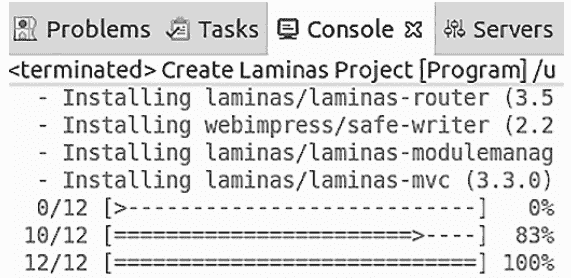 Problems Tasks Console Servers
<terminated> Create Laminas Project [Program] /u
- Installing laminas/laminas-router (3.5
- Installing webimpress/safe-writer (2.2
- Installing laminas/laminas-modulemanag
- Installing laminas/laminas-mvc (3.3.0)
0/12 [>---------------------------] 0%
10/12 [=======================>----] 83%
12/12 [============================] 100%